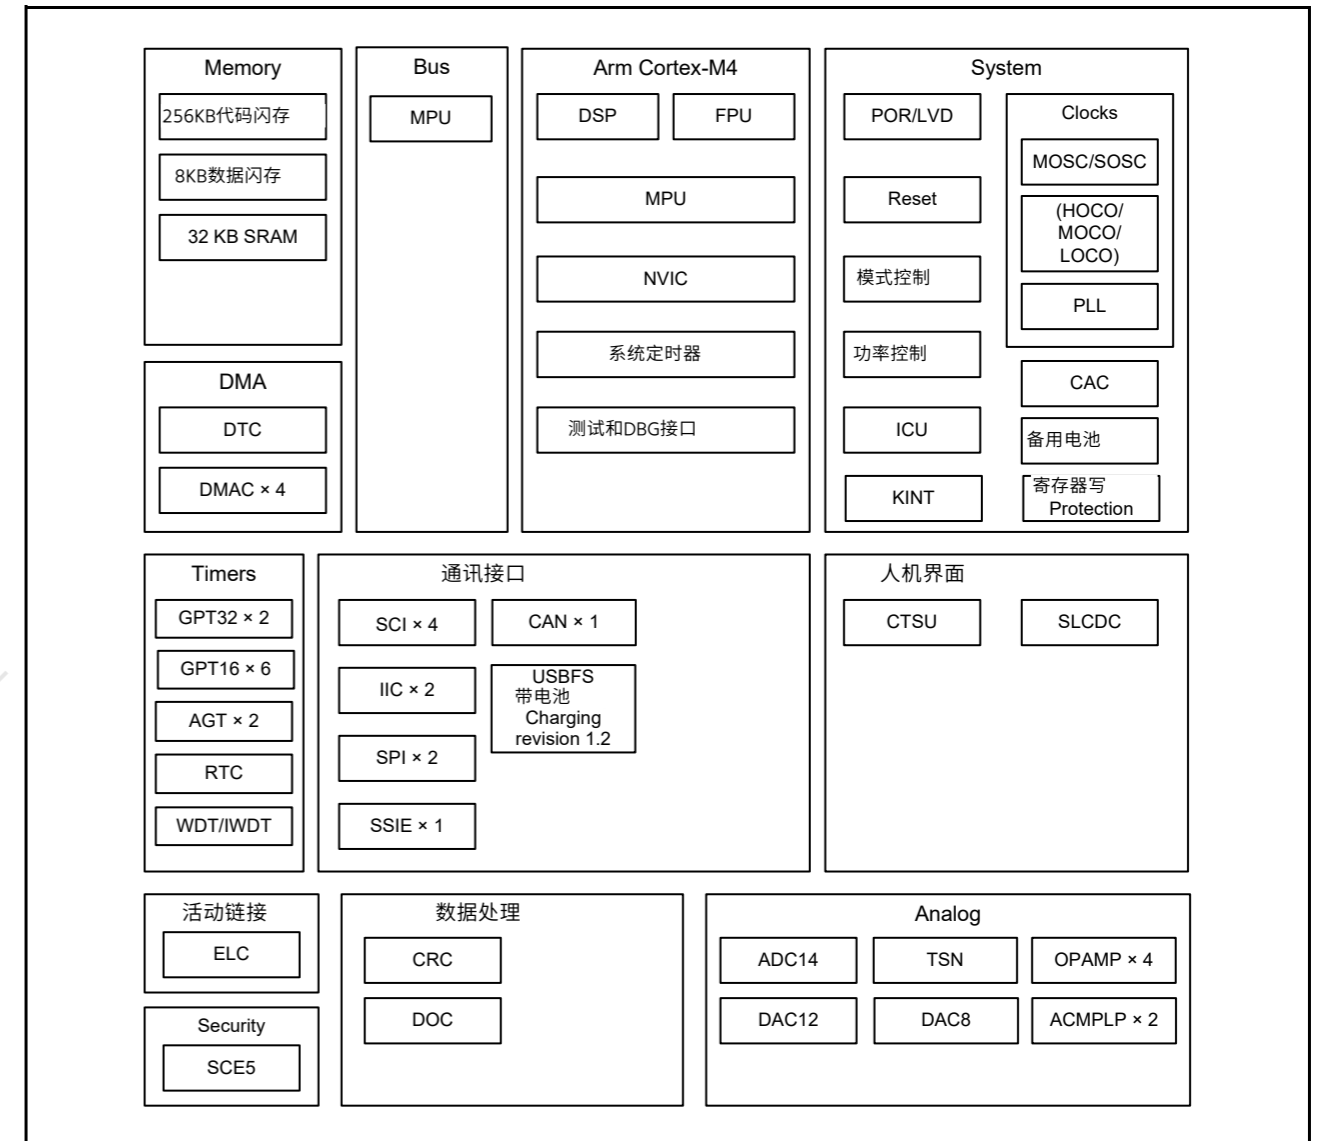 Memory
256KB代码闪存
8KB数据闪存
32 KB SRAM
DMA
DTC
DMAC × 4
Bus
MPU
Arm Cortex-M4
DSP
FPU
MPU
NVIC
系统定时器
测试和DBG接口
System
POR/LVD
Reset
模式控制
功率控制
ICU
KINT
Clocks
MOSC/SOSC
(HOCO/
MOCO/
LOCO)
PLL
CAC
备用电池
寄存器写
Protection
Timers
GPT32 × 2
GPT16 × 6
AGT × 2
RTC
WDT/IWDT
通讯接口
SCI × 4
IIC × 2
SPI × 2
SSIE × 1
CAN × 1
USBFS
带电池
Charging
revision 1.2
人机界面
CTSU
SLCDC
活动链接
ELC
Security
SCE5
数据处理
CRC
DOC
Analog
ADC14
TSN
OPAMP × 4
DAC12
DAC8
ACMPLP × 2